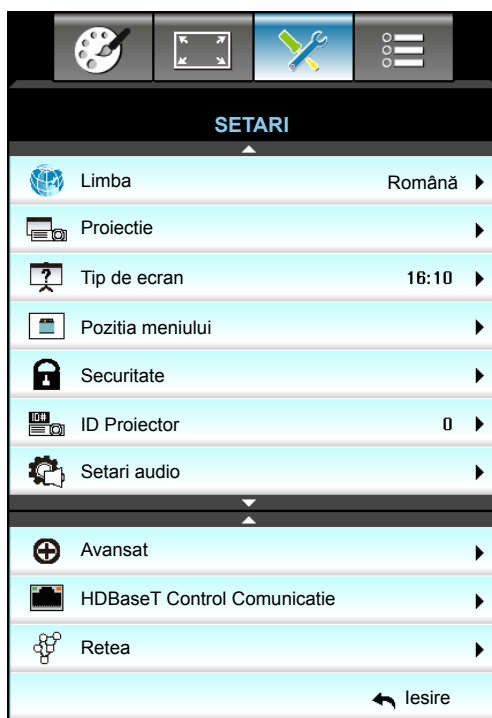 SETARI
Limba Română
Proiectie
?
Tip de ecran 16:10
Pozitia meniului
Securitate
ID#
ID Proiector 0
Setari audio
Avansat
HDBaseT Control Comunicatie
Retea
Iesire